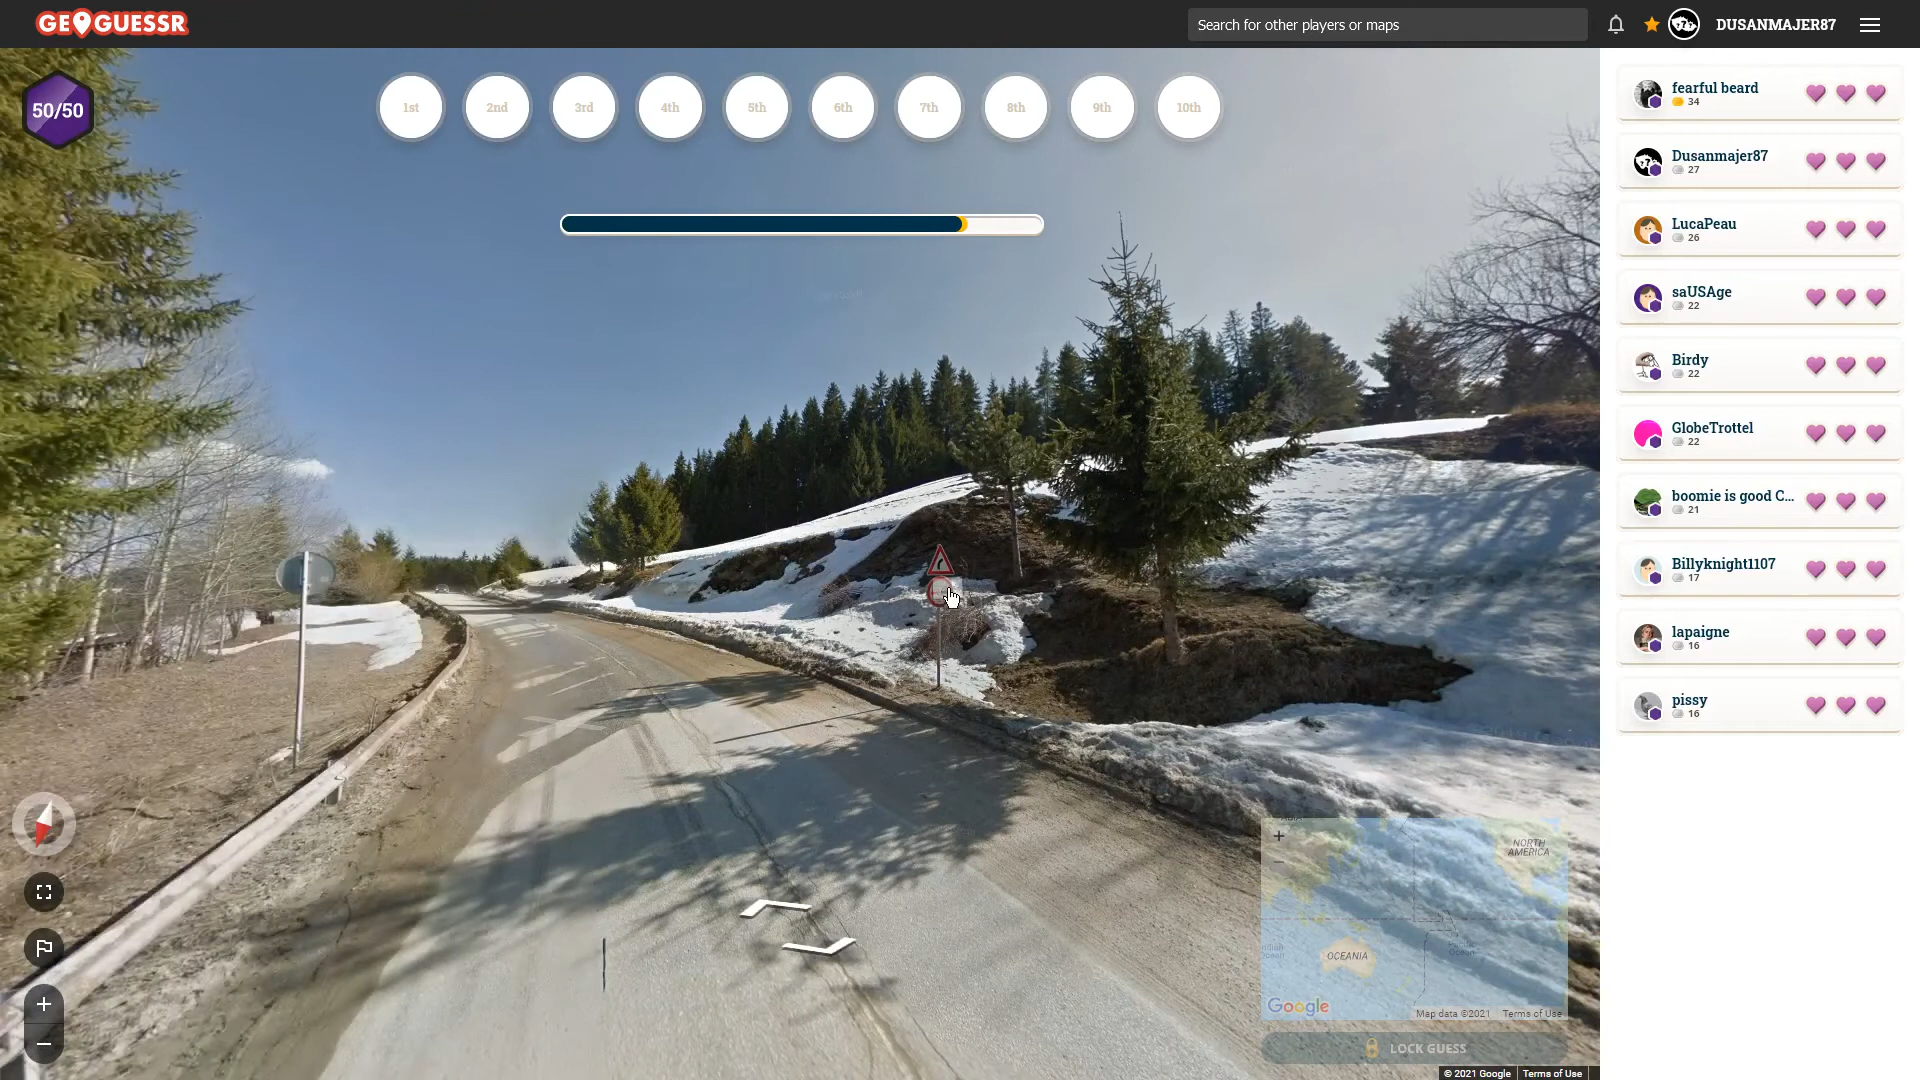 GEOGUESSR
Search for other players or maps
DUSANMAJER87
50/50
1st
2nd
3rd
4th
5th
6th
7th
8th
9th
10th
fearful beard
34
Dusanmajer87
27
LucaPeau
26
saUSAge
22
Birdy
22
GlobeTrottel
22
boomie is good C...
21
Billyknight1107
17
lapaigne
16
pissy
16
+
−
NORTH
AMERICA
OCEANIA
Google
Map data ©2021
Terms of Use
LOCK GUESS
+
−
© 2021 Google
Terms of Use